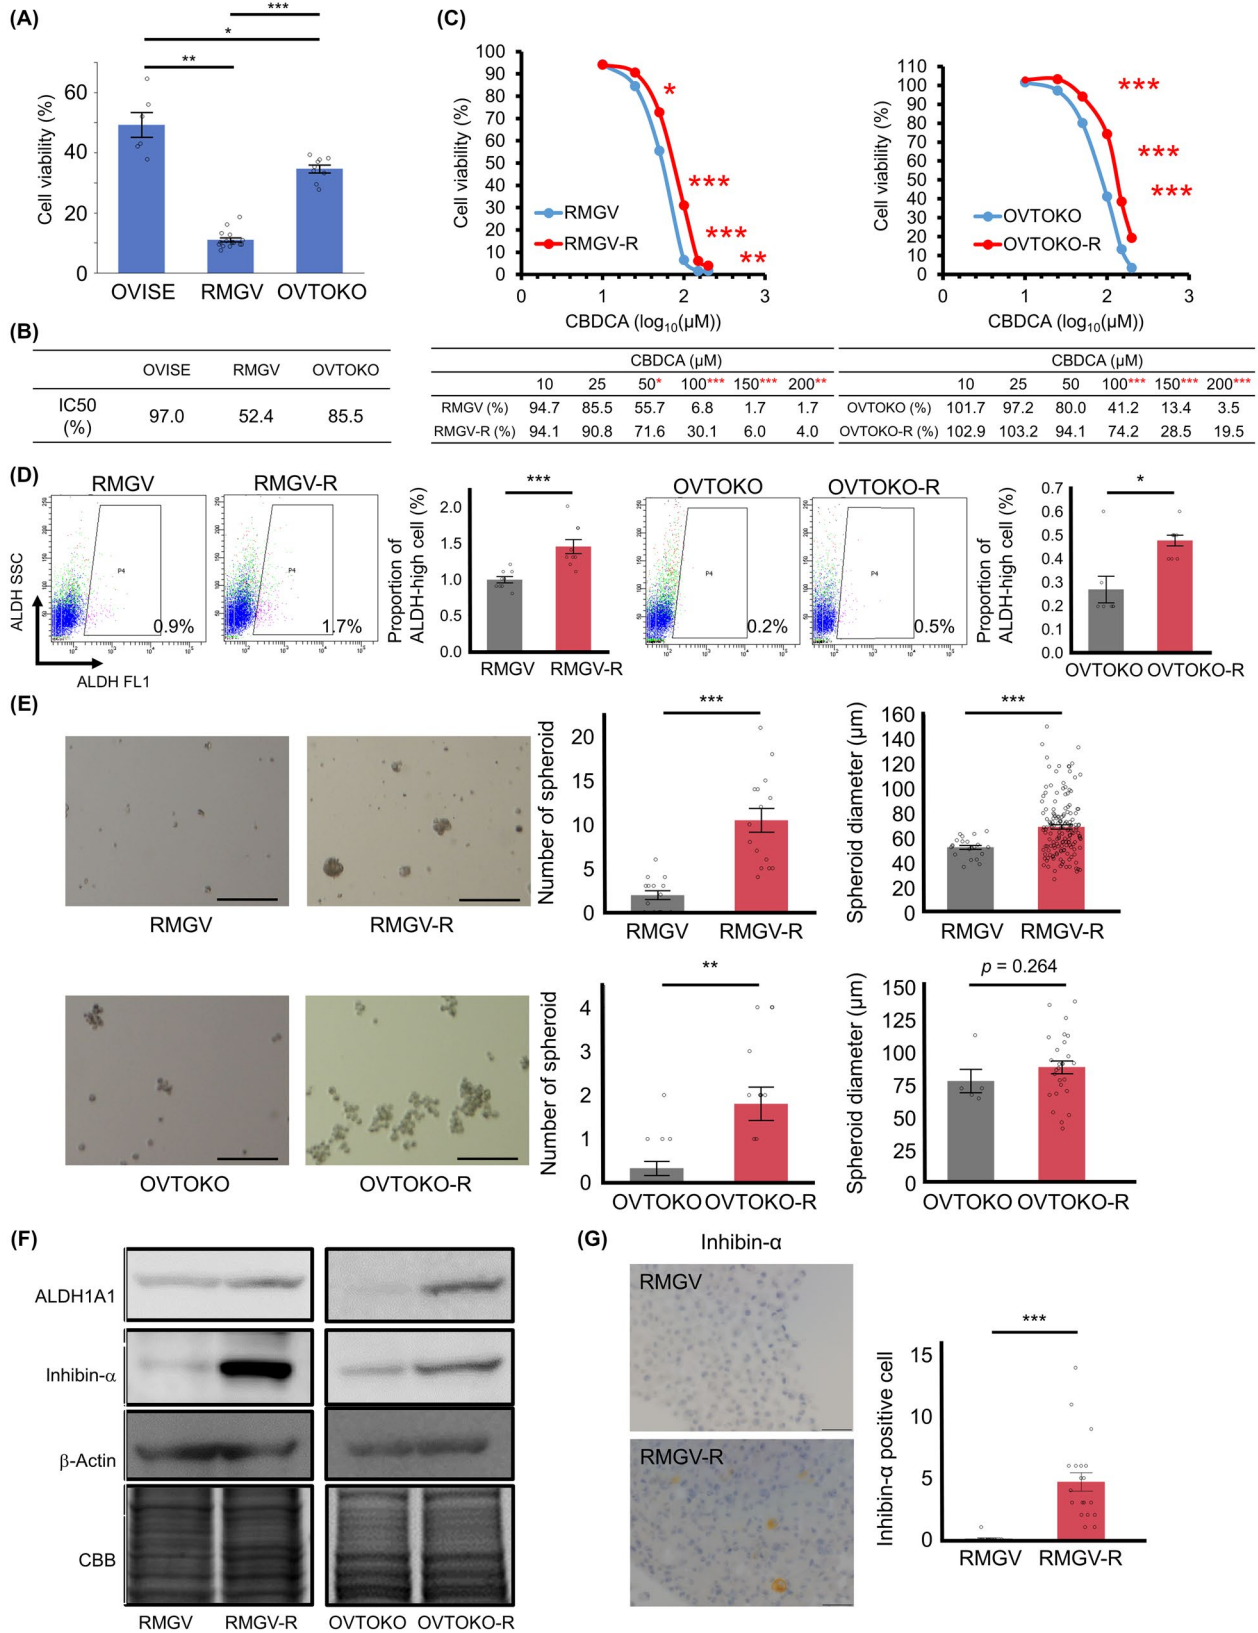 (A)
***
*
**
Cell viability (%)
60
40
20
0
OVISE RMGV OVTOKO
(B)
OVISE RMGV OVTOKO
IC50 (%) 97.0 52.4 85.5
(C)
Cell viability (%)
100
90
80
70
60
50
40
30
20
10
0
*
***
***
**
RMGV
RMGV-R
0 1 2 3
CBDCA (log10(μM))
Cell viability (%)
110
100
90
80
70
60
50
40
30
20
10
0
***
***
***
OVTOKO
OVTOKO-R
0 1 2 3
CBDCA (log10(μM))
CBDCA (μM)
10 25 50* 100*** 150*** 200**
RMGV (%) 94.7 85.5 55.7 6.8 1.7 1.7
RMGV-R (%) 94.1 90.8 71.6 30.1 6.0 4.0
CBDCA (μM)
10 25 50 100*** 150*** 200***
OVTOKO (%) 101.7 97.2 80.0 41.2 13.4 3.5
OVTOKO-R (%) 102.9 103.2 94.1 74.2 28.5 19.5
(D)
RMGV
P4
0.9%
RMGV-R
P4
1.7%
ALDH SSC
ALDH FL1
Proportion of
ALDH-high cell (%)
***
2.0
1.5
1.0
0.5
0.0
RMGV RMGV-R
OVTOKO
P4
0.2%
OVTOKO-R
P4
0.5%
Proportion of
ALDH-high cell (%)
*
0.7
0.6
0.5
0.4
0.3
0.2
0.1
0.0
OVTOKO OVTOKO-R
(E)
RMGV
RMGV-R
Number of spheroid
***
20
15
10
5
0
RMGV RMGV-R
Spheroid diameter (μm)
***
160
140
120
100
80
60
40
20
0
RMGV RMGV-R
OVTOKO
OVTOKO-R
Number of spheroid
**
4
3
2
1
0
OVTOKO OVTOKO-R
Spheroid diameter (μm)
p = 0.264
150
125
100
75
50
25
0
OVTOKO OVTOKO-R
(F)
ALDH1A1
Inhibin-α
β-Actin
CBB
RMGV RMGV-R OVTOKO OVTOKO-R
(G)
Inhibin-α
RMGV
RMGV-R
Inhibin-α positive cell
***
15
10
5
0
RMGV RMGV-R